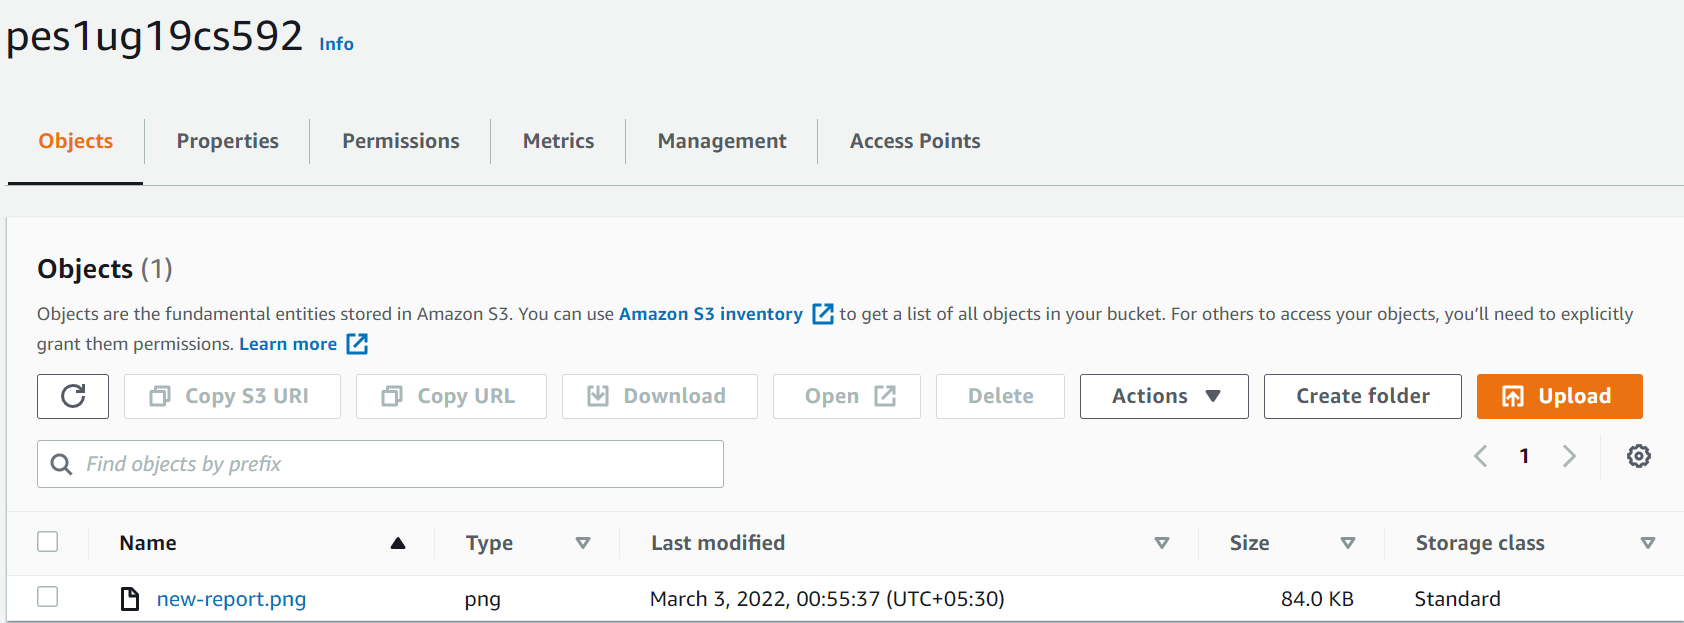 pes1ug19cs592 Info
Objects Properties Permissions Metrics Management Access Points
Objects (1)
Objects are the fundamental entities stored in Amazon S3. You can use Amazon S3 inventory to get a list of all objects in your bucket. For others to access your objects, you’ll need to explicitly
grant them permissions. Learn more
Copy S3 URI Copy URL Download Open Delete Actions Create folder Upload
Find objects by prefix 1
Name Type Last modified Size Storage class
new-report.png png March 3, 2022, 00:55:37 (UTC+05:30) 84.0 KB Standard